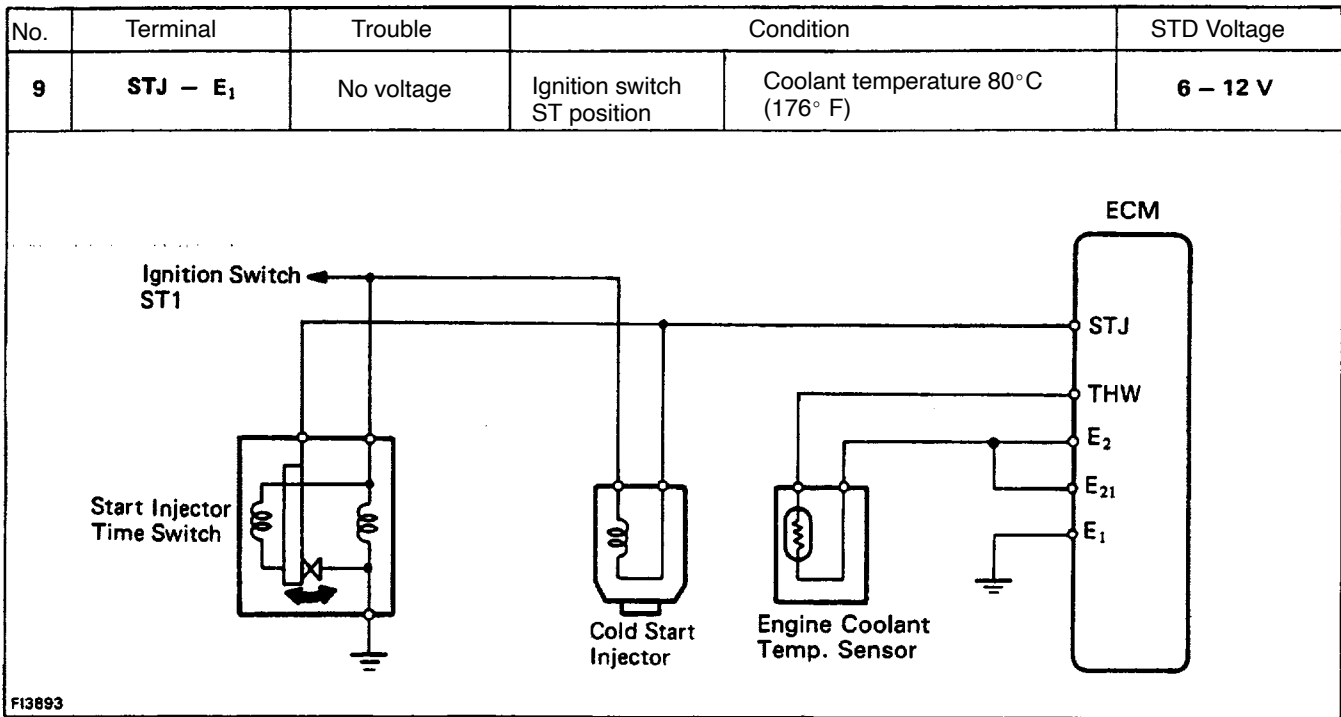 No. Terminal Trouble Condition STD Voltage
9 STJ – E₁ No voltage Ignition switch ST position Coolant temperature 80°C (176° F) 6 – 12 V
ECM
Ignition Switch
ST1
STJ
THW
E₂
E₂₁
E₁
Start Injector
Time Switch
Cold Start
Injector
Engine Coolant
Temp. Sensor
FI3893